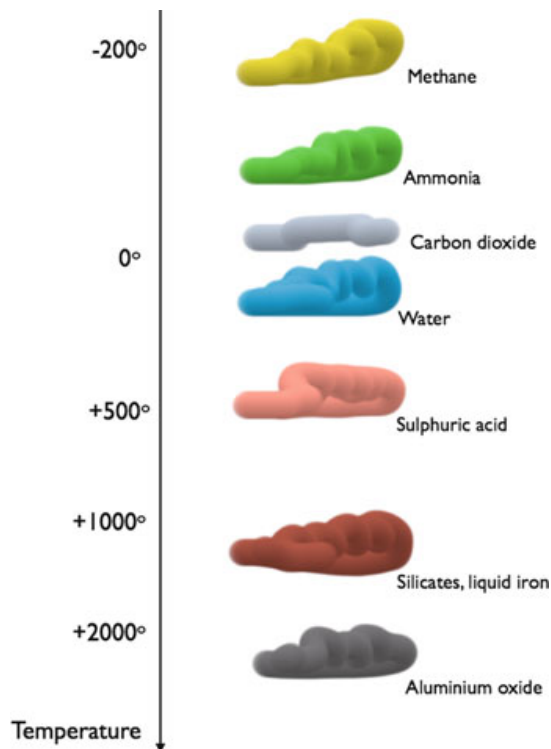 -200°
Methane
Ammonia
Carbon dioxide
0°
Water
+500°
Sulphuric acid
+1000°
Silicates, liquid iron
+2000°
Aluminium oxide
Temperature